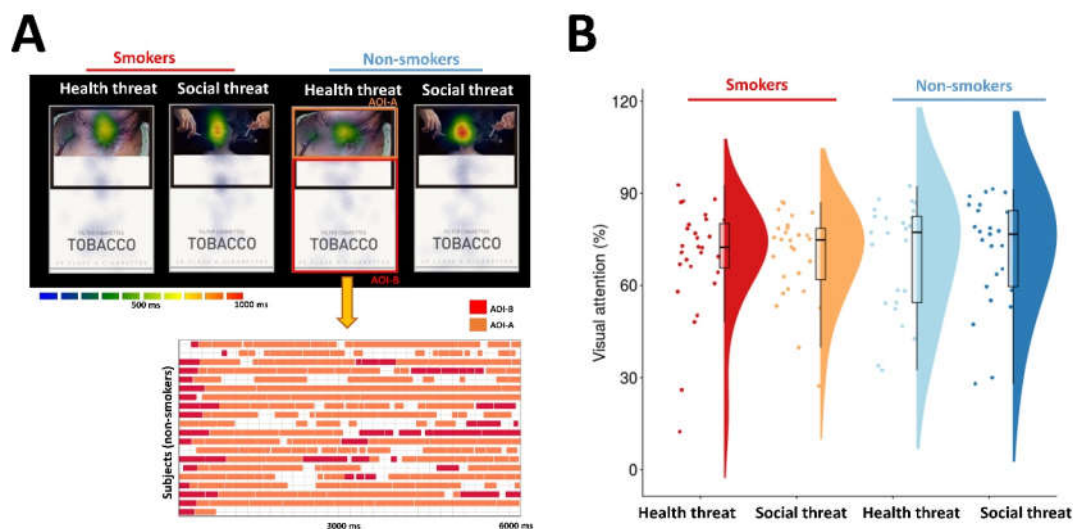 A
Smokers
Non-smokers
Health threat
Social threat
Health threat
Social threat
AOI-A
TOBACCO
TOBACCO
TOBACCO
TOBACCO
AOI-B
500 ms
1000 ms
AOI-B
AOI-A
Subjects (non-smokers)
3000 ms
6000 ms
B
Smokers
Non-smokers
Visual attention (%)
120
90
60
30
0
Health threat
Social threat
Health threat
Social threat